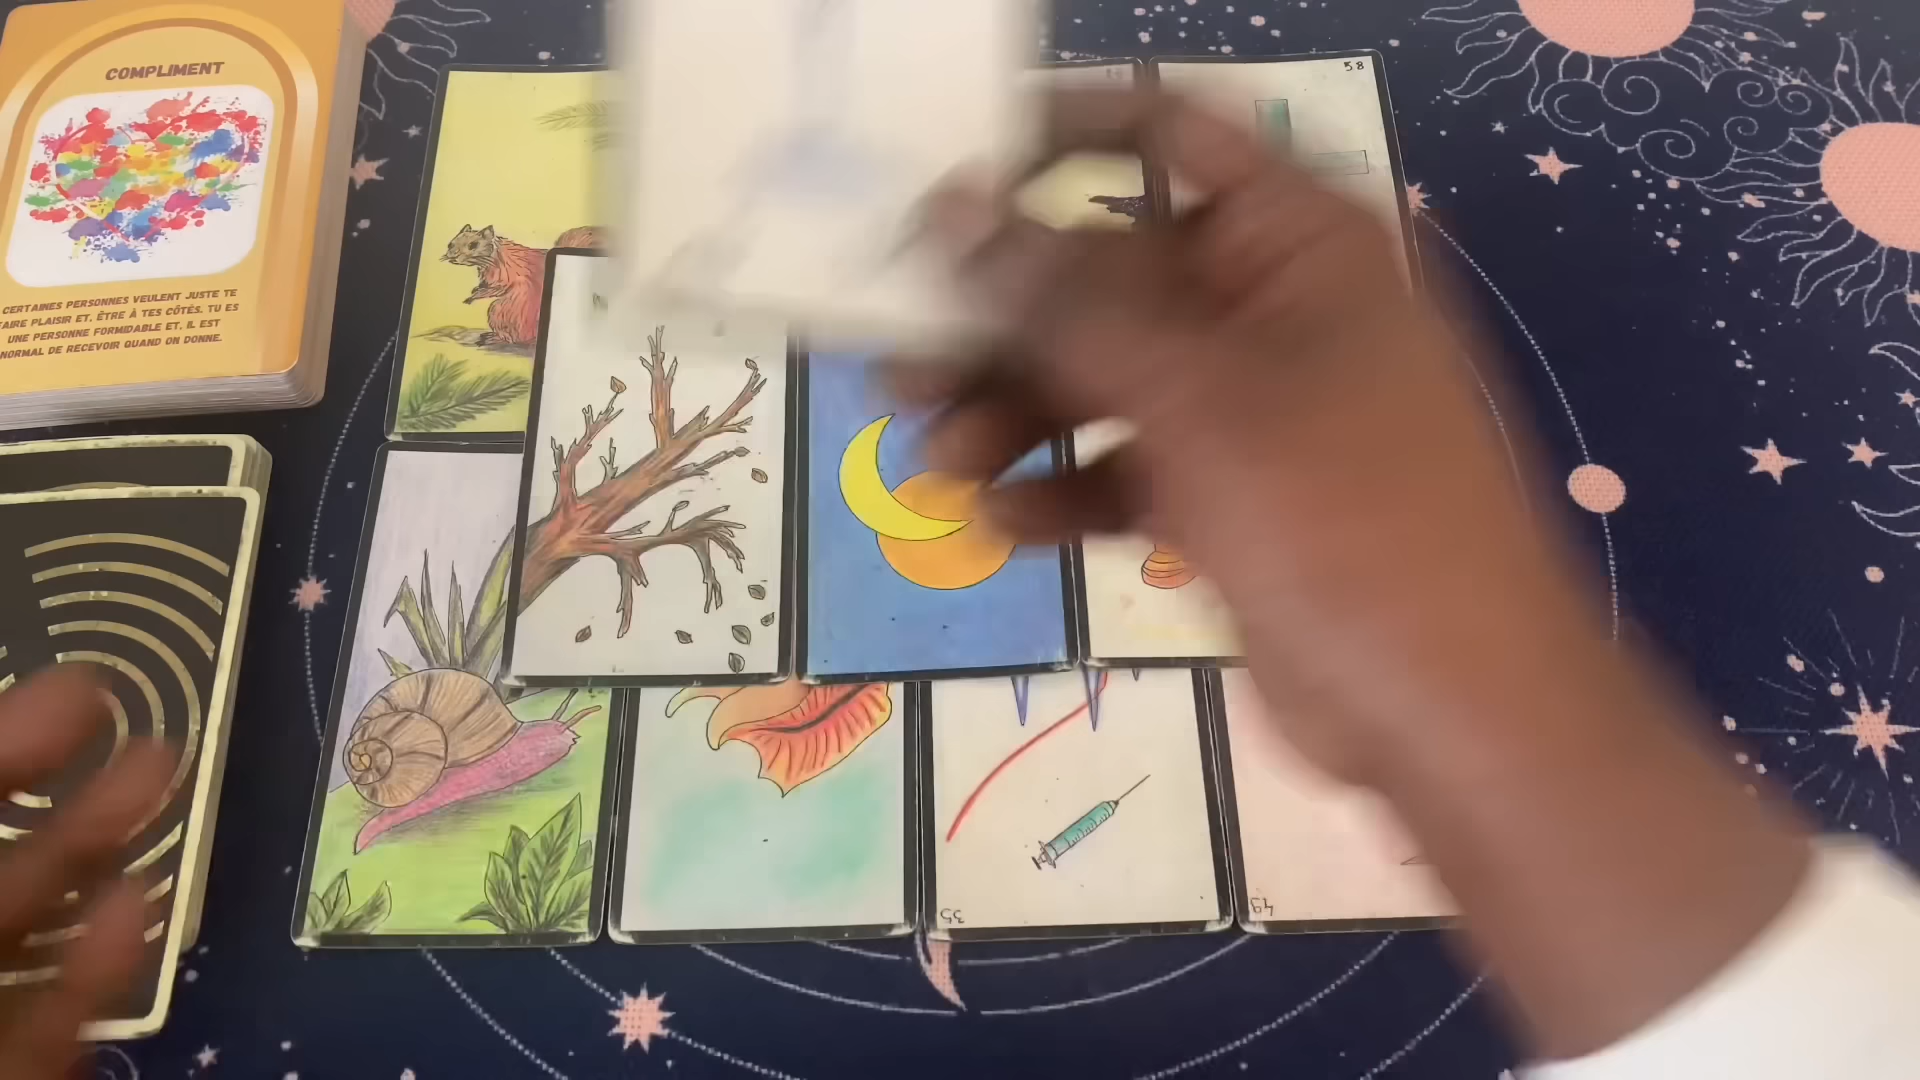 COMPLIMENT
CERTAINES PERSONNES VEULENT JUSTE TE
FAIRE PLAISIR ET, ÊTRE À TES CÔTÉS. TU ES
UNE PERSONNE FORMIDABLE ET, IL EST
NORMAL DE RECEVOIR QUAND ON DONNE.
58
35
49